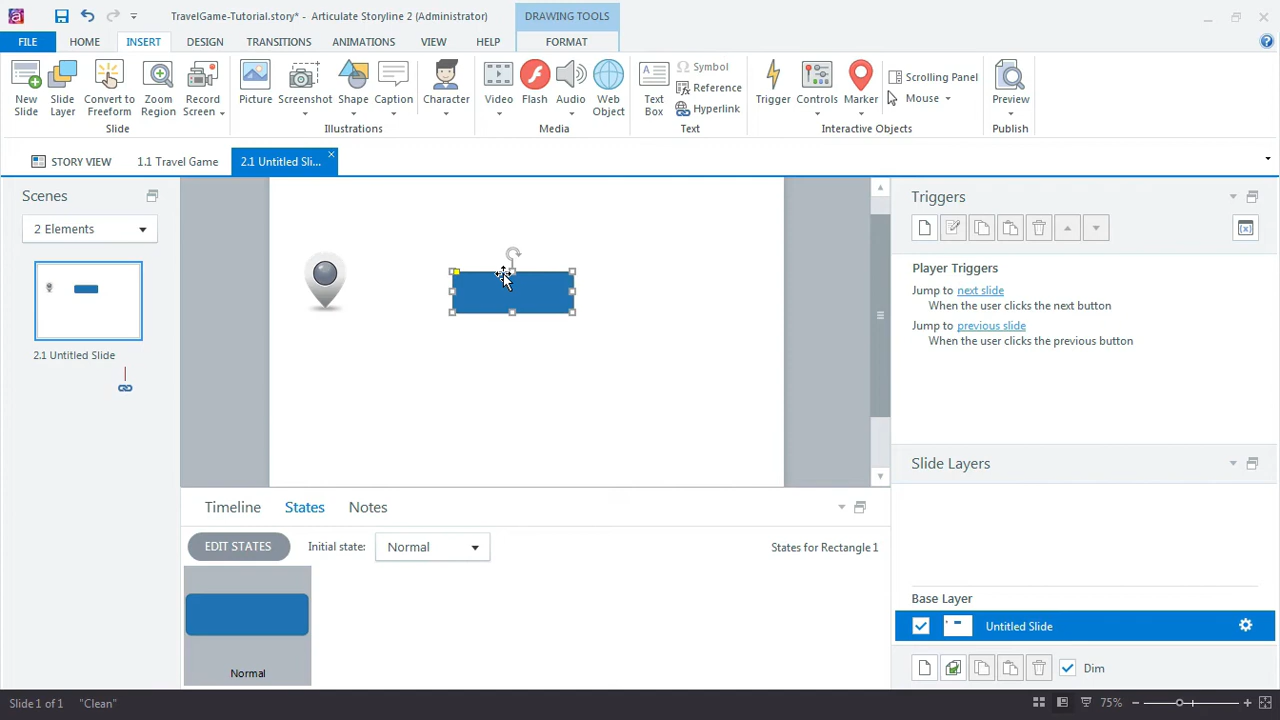 TravelGame-Tutorial.story* - Articulate Storyline 2 (Administrator)
DRAWING TOOLS
FILE
HOME
INSERT
DESIGN
TRANSITIONS
ANIMATIONS
VIEW
HELP
FORMAT
New Slide
Slide Layer
Convert to Freeform
Zoom Region
Record Screen
Slide
Picture
Screenshot
Shape
Caption
Character
Illustrations
Video
Flash
Audio
Web Object
Media
Text Box
Symbol
Reference
Hyperlink
Text
Trigger
Controls
Marker
Scrolling Panel
Mouse
Interactive Objects
Preview
Publish
STORY VIEW
1.1 Travel Game
2.1 Untitled Sli...
Scenes
2 Elements
2.1 Untitled Slide
Triggers
Player Triggers
Jump to next slide
When the user clicks the next button
Jump to previous slide
When the user clicks the previous button
Slide Layers
Base Layer
Untitled Slide
Dim
Timeline
States
Notes
EDIT STATES
Initial state:
Normal
States for Rectangle 1
Normal
Slide 1 of 1
"Clean"
75%